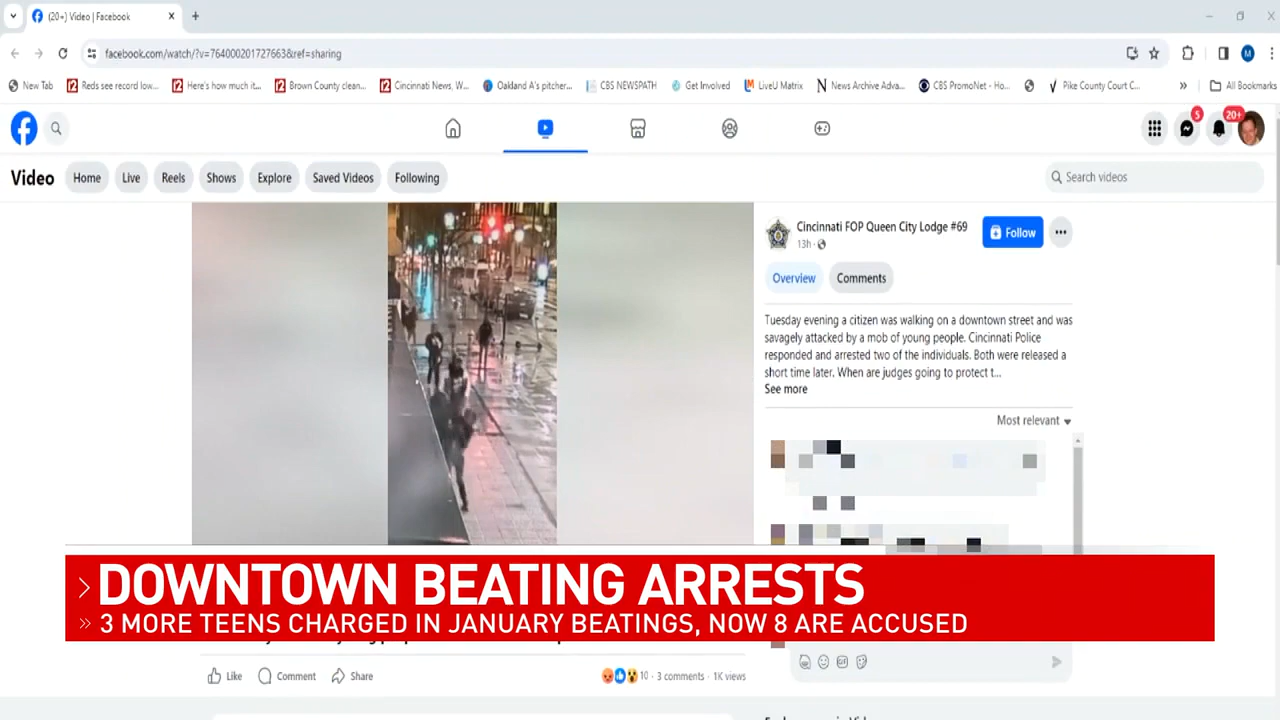 (20+) Video | Facebook
facebook.com/watch/?v=764000201727663&ref=sharing
New Tab
Reds see record low...
Here's how much it...
Brown County clean...
Cincinnati News, W...
Oakland A's pitcher...
CBS NEWSPATH
Get Involved
LiveU Matrix
News Archive Adva...
CBS PromoNet - Ho...
Pike County Court C...
»
All Bookmarks
5
20+
Video
Home
Live
Reels
Shows
Explore
Saved Videos
Following
Search videos
Cincinnati FOP Queen City Lodge #69
13h ·
Follow
Overview
Comments
Tuesday evening a citizen was walking on a downtown street and was
savagely attacked by a mob of young people. Cincinnati Police
responded and arrested two of the individuals. Both were released a
short time later. When are judges going to protect t...
See more
Most relevant
DOWNTOWN BEATING ARRESTS
3 MORE TEENS CHARGED IN JANUARY BEATINGS, NOW 8 ARE ACCUSED
Like
Comment
Share
10 · 3 comments · 1K views